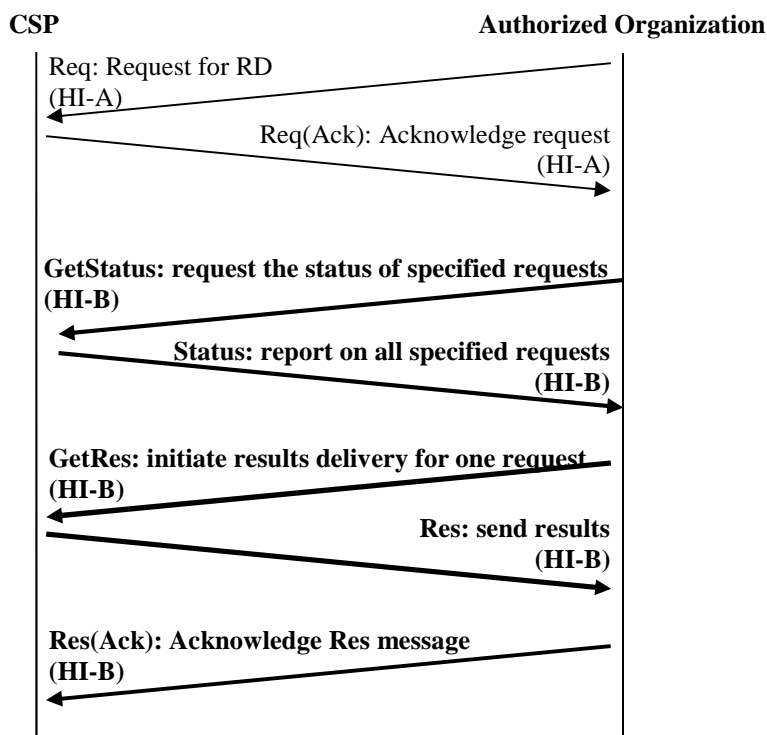 CSP Authorized Organization
Req: Request for RD
(HI-A)
Req(Ack): Acknowledge request
(HI-A)
GetStatus: request the status of specified requests
(HI-B)
Status: report on all specified requests
(HI-B)
GetRes: initiate results delivery for one request
(HI-B)
Res: send results
(HI-B)
Res(Ack): Acknowledge Res message
(HI-B)